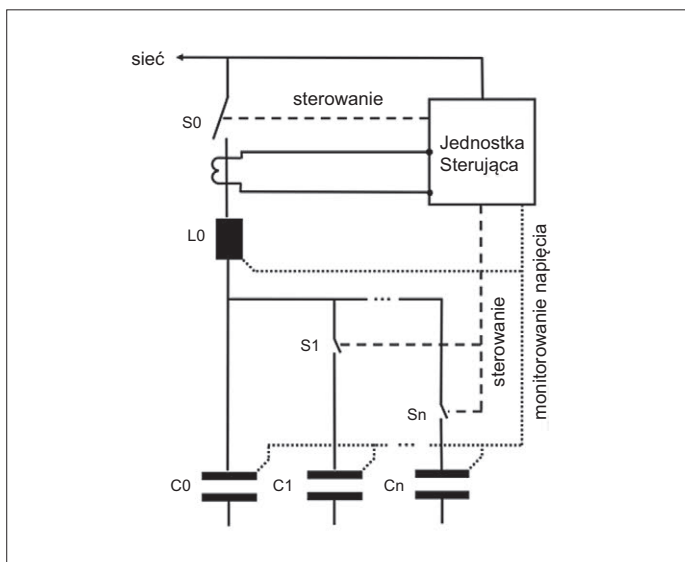 sieć
sterowanie
S0
Jednostka
Sterująca
L0
monitorowanie napięcia
sterowanie
...
S1
Sn
...
C0
C1
Cn